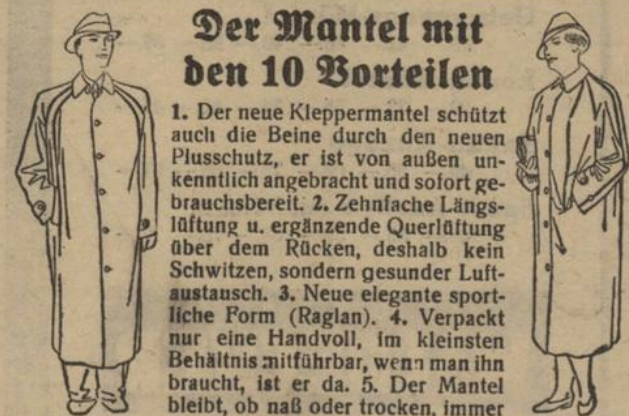 Der Mantel mit
den 10 Vorteilen
1. Der neue Kleppermantel schützt
auch die Beine durch den neuen
Plusschutz, er ist von außen un-
kenntlich angebracht und sofort ge-
brauchsbereit. 2. Zehnfache Längs-
lüftung u. ergänzende Querlüftung
über dem Rücken, deshalb kein
Schwitzen, sondern gesunder Luft-
austausch. 3. Neue elegante sport-
liche Form (Raglan). 4. Verpackt
nur eine Handvoll, im kleinsten
Behältnis mitführbar, wenn man ihn
braucht, ist er da. 5. Der Mantel
bleibt, ob naß oder trocken, immer